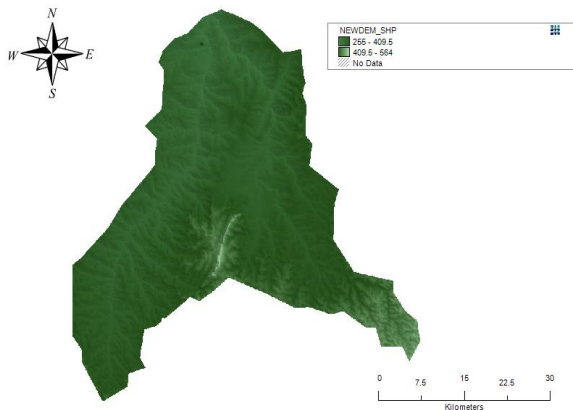 N
W E
S
NEWDEM_SHP
255 - 409.5
409.5 - 564
No Data
0 7.5 15 22.5 30
Kilometers